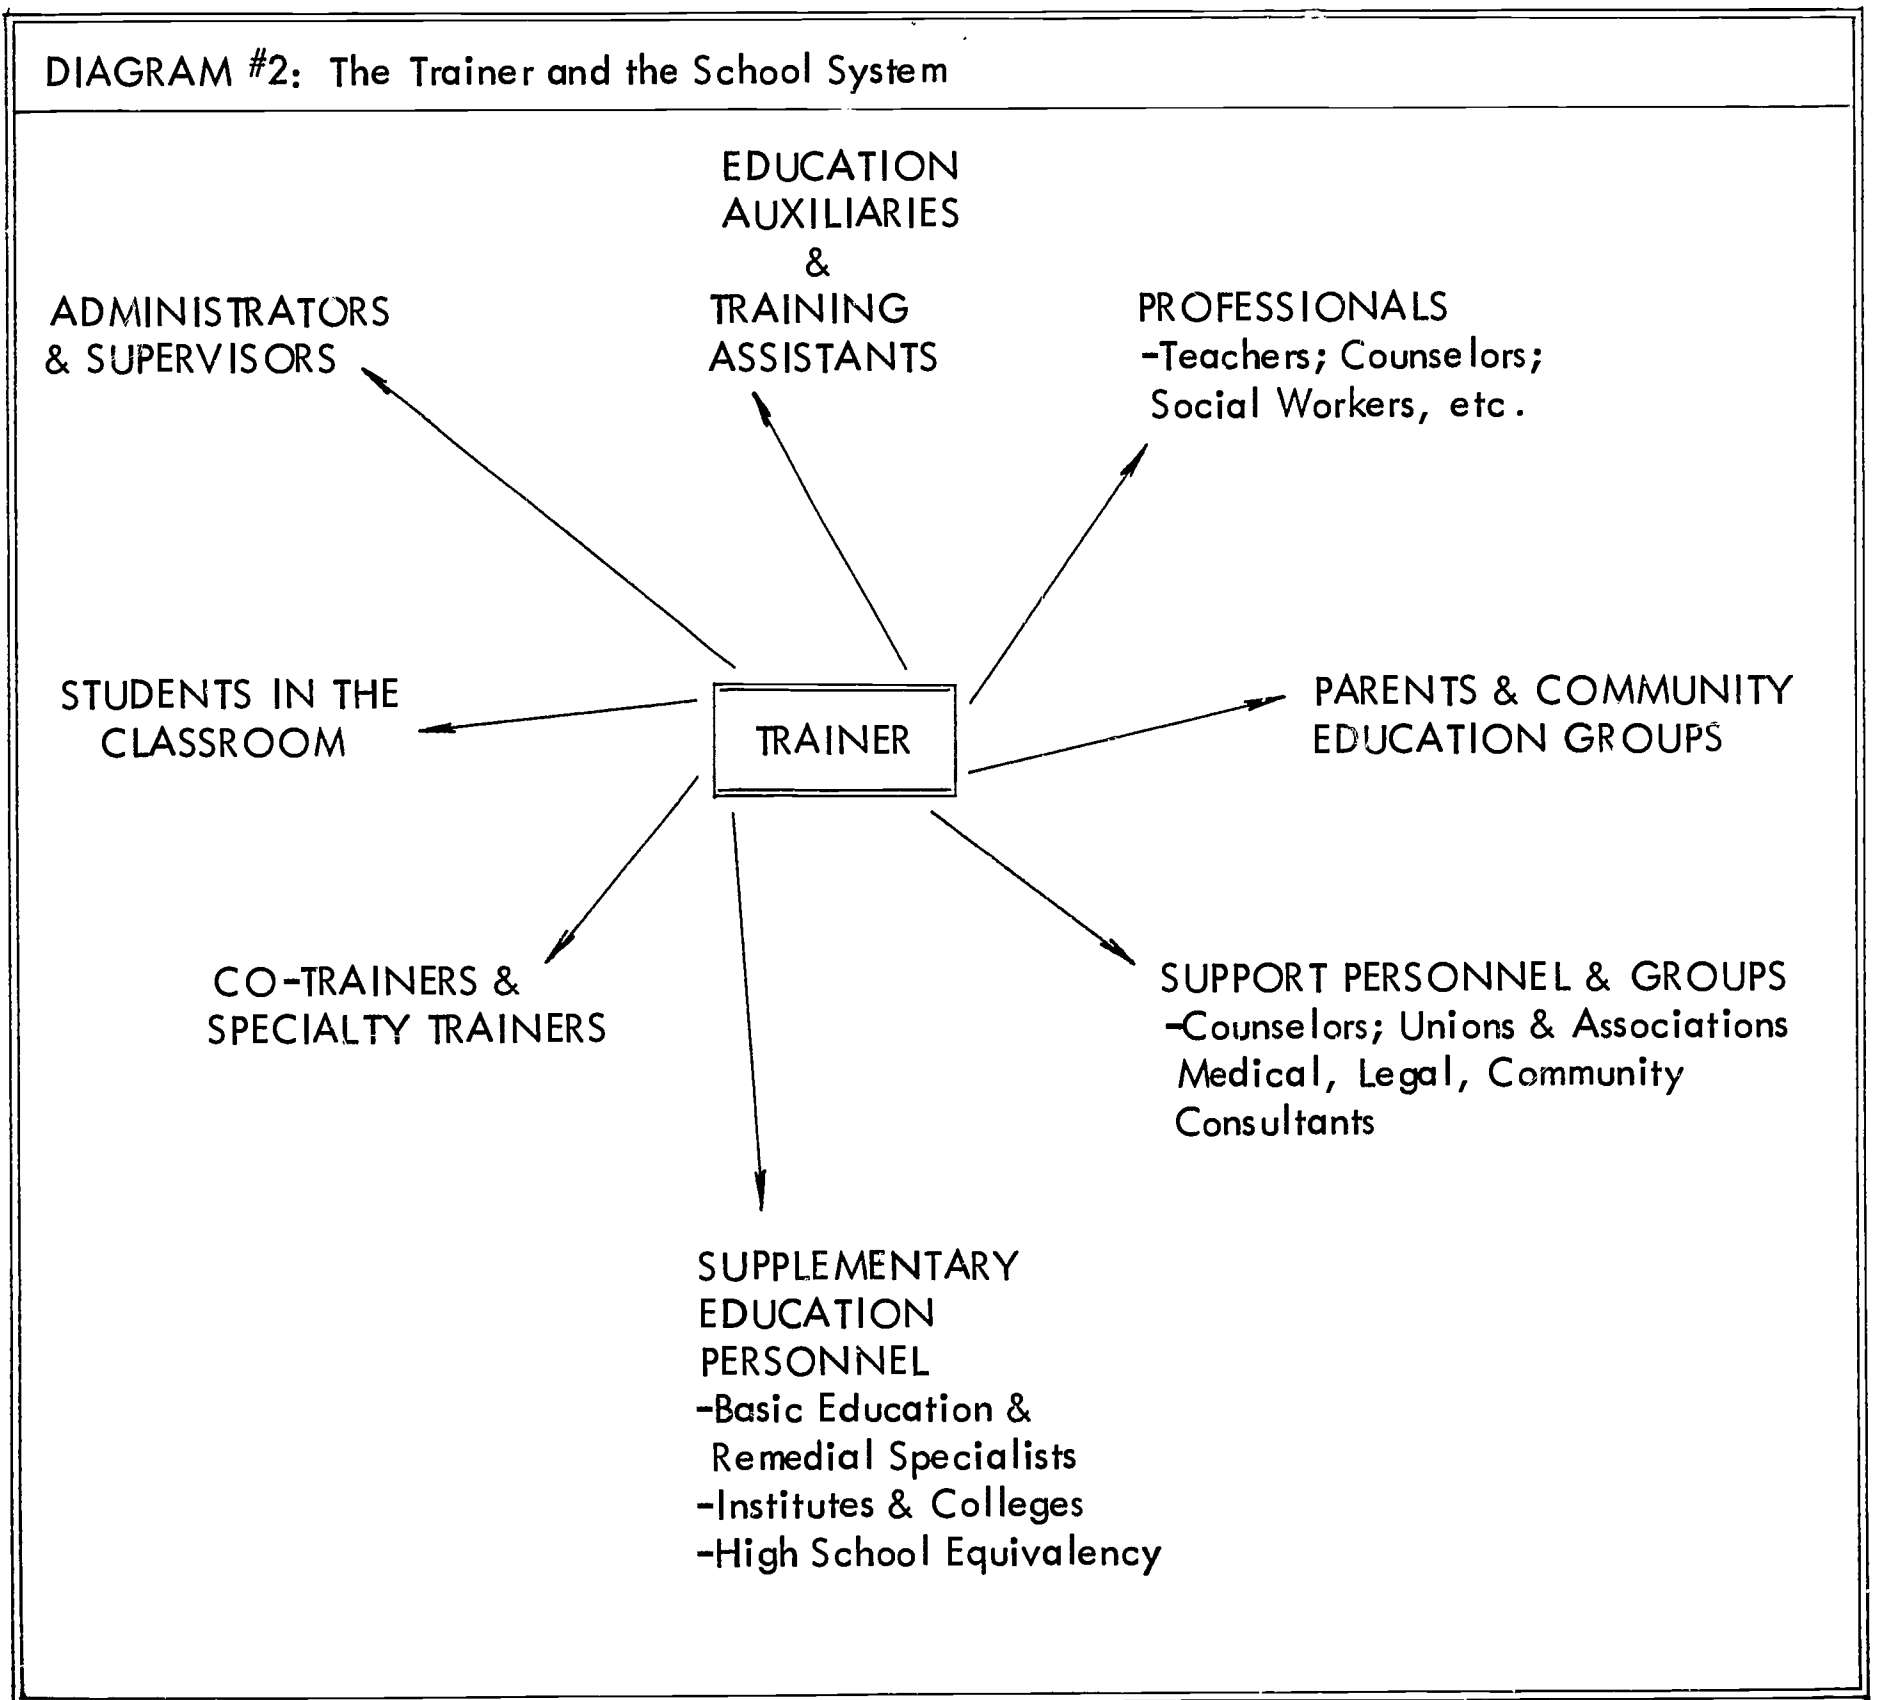 DIAGRAM #2: The Trainer and the School System
EDUCATION
AUXILIARIES
&
TRAINING
ASSISTANTS
ADMINISTRATORS
& SUPERVISORS
PROFESSIONALS
-Teachers; Counselors;
Social Workers, etc.
STUDENTS IN THE
CLASSROOM
TRAINER
PARENTS & COMMUNITY
EDUCATION GROUPS
CO-TRAINERS &
SPECIALTY TRAINERS
SUPPORT PERSONNEL & GROUPS
-Counselors; Unions & Associations
Medical, Legal, Community
Consultants
SUPPLEMENTARY
EDUCATION
PERSONNEL
-Basic Education &
Remedial Specialists
-Institutes & Colleges
-High School Equivalency